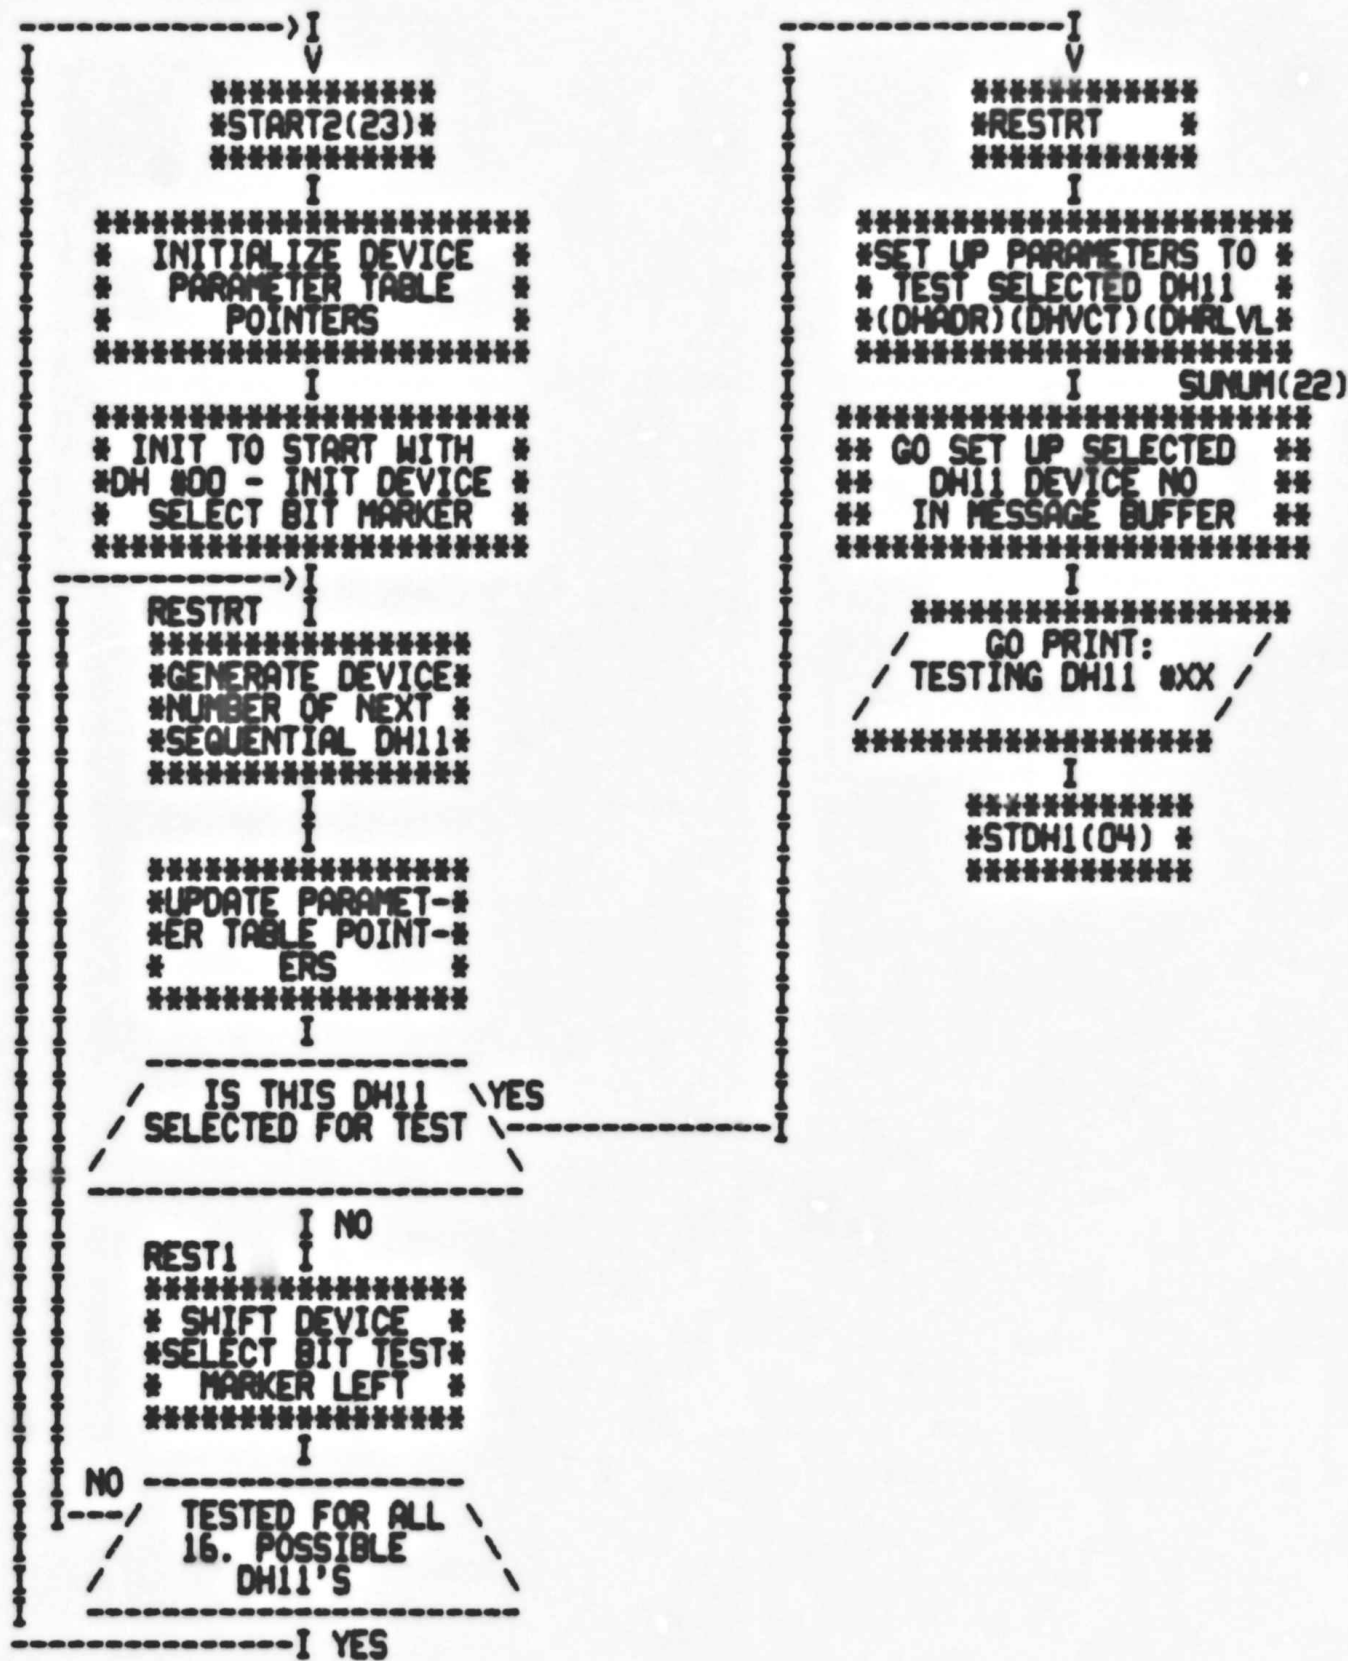 START2(23)
INITIALIZE DEVICE
PARAMETER TABLE
POINTERS
INIT TO START WITH
DH #00 - INIT DEVICE
SELECT BIT MARKER
RESTRT
GENERATE DEVICE
NUMBER OF NEXT
SEQUENTIAL DH11
UPDATE PARAMET-
ER TABLE POINT-
ERS
IS THIS DH11
SELECTED FOR TEST
YES
NO
REST1
SHIFT DEVICE
SELECT BIT TEST
MARKER LEFT
NO
TESTED FOR ALL
16. POSSIBLE
DH11'S
YES
RESTRT
SET UP PARAMETERS TO
TEST SELECTED DH11
(DHADR)(DHVCT)(DHRLVL
SUNUM(22)
GO SET UP SELECTED
DH11 DEVICE NO
IN MESSAGE BUFFER
GO PRINT:
TESTING DH11 #XX
STDH1(04)